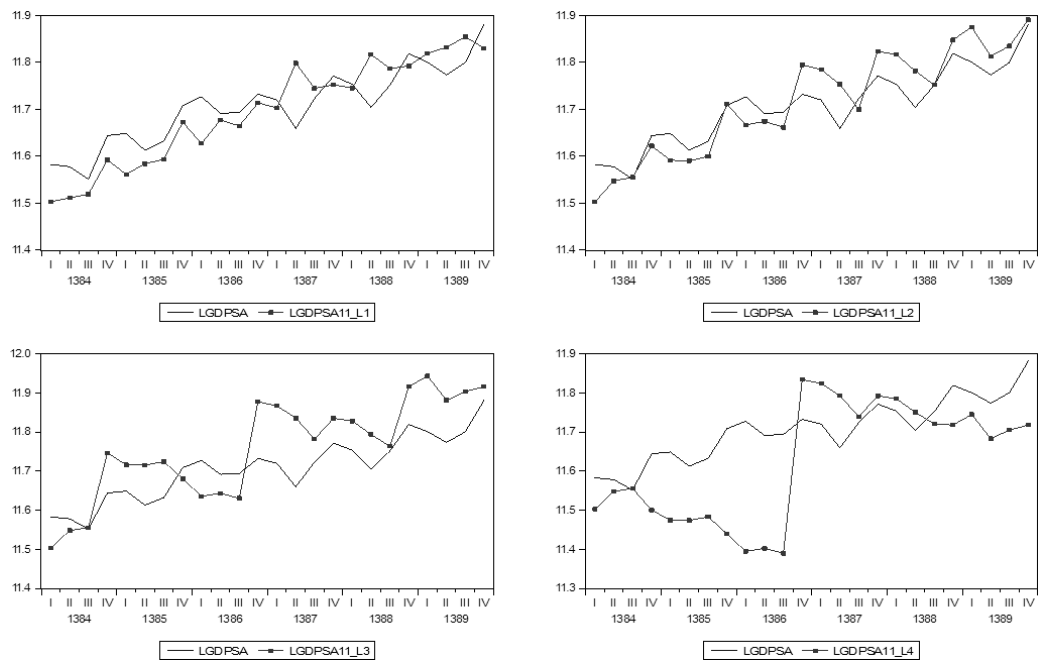 11.9
11.8
11.7
11.6
11.5
11.4
I II III IV I II III IV I II III IV I II III IV I II III IV I II III IV
1384 1385 1386 1387 1388 1389
LGDPSA LGDPSA11_L1
11.9
11.8
11.7
11.6
11.5
11.4
I II III IV I II III IV I II III IV I II III IV I II III IV I II III IV
1384 1385 1386 1387 1388 1389
LGDPSA LGDPSA11_L2
12.0
11.9
11.8
11.7
11.6
11.5
11.4
I II III IV I II III IV I II III IV I II III IV I II III IV I II III IV
1384 1385 1386 1387 1388 1389
LGDPSA LGDPSA11_L3
11.9
11.8
11.7
11.6
11.5
11.4
11.3
I II III IV I II III IV I II III IV I II III IV I II III IV I II III IV
1384 1385 1386 1387 1388 1389
LGDPSA LGDPSA11_L4